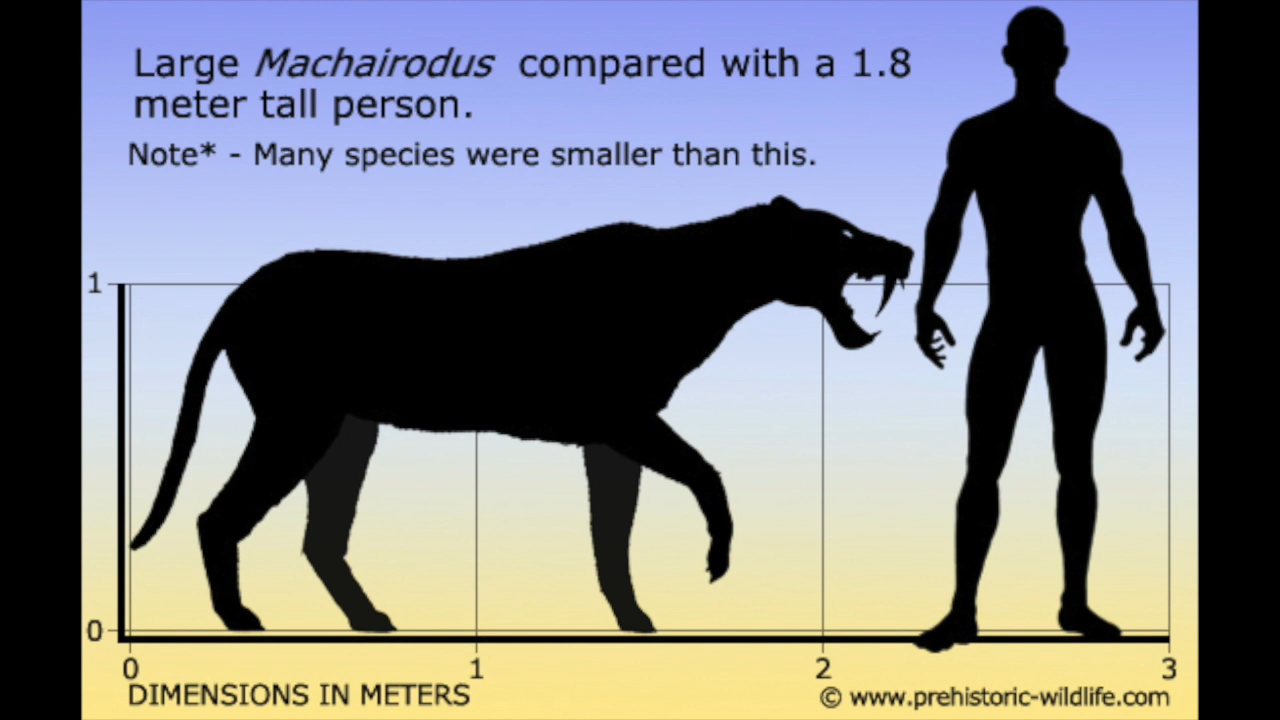 Large Machairodus compared with a 1.8
meter tall person.
Note* - Many species were smaller than this.
1
0
0 1 2 3
DIMENSIONS IN METERS
© www.prehistoric-wildlife.com